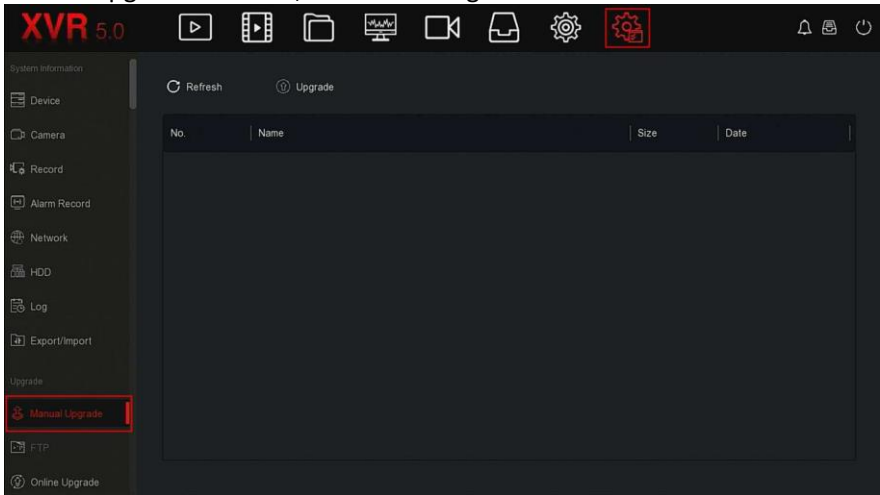 XVR 5.0
System Information
Device
Camera
Record
Alarm Record
Network
HDD
Log
Export/Import
Upgrade
Manual Upgrade
FTP
Online Upgrade
Refresh
Upgrade
No. Name Size Date